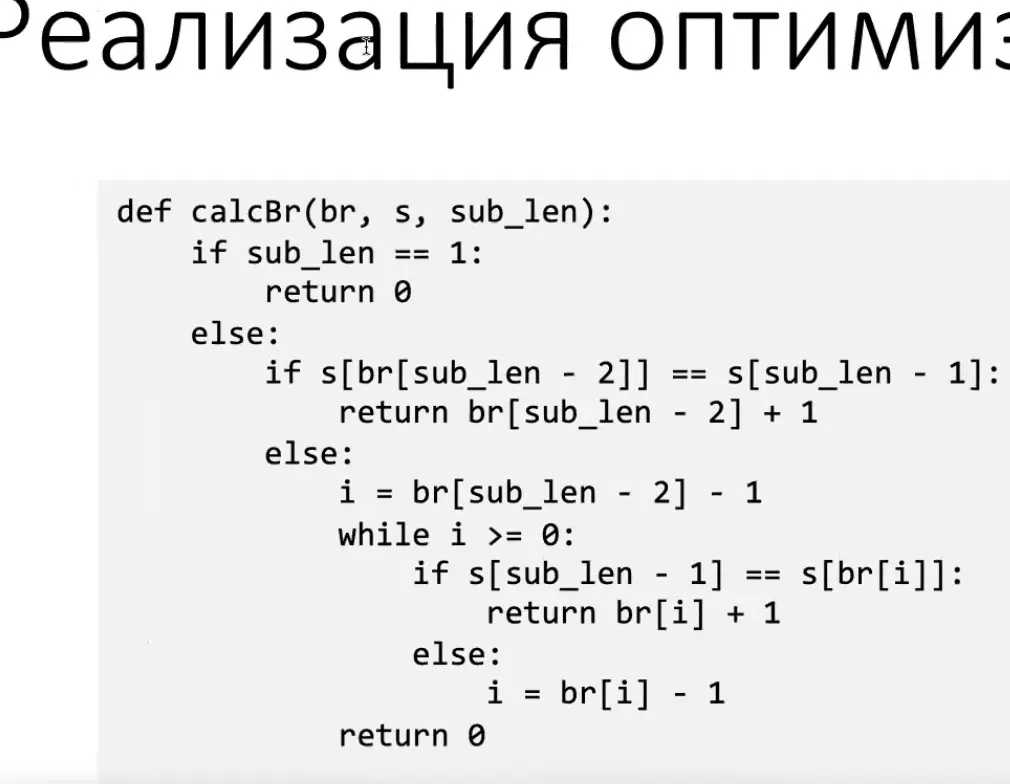 Реализация оптимиз
def calcBr(br, s, sub_len):
    if sub_len == 1:
        return 0
    else:
        if s[br[sub_len - 2]] == s[sub_len - 1]:
            return br[sub_len - 2] + 1
        else:
            i = br[sub_len - 2] - 1
            while i >= 0:
                if s[sub_len - 1] == s[br[i]]:
                    return br[i] + 1
                else:
                    i = br[i] - 1
            return 0